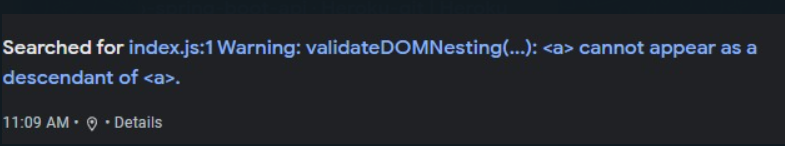 Searched for index.js:1 Warning: validateDOMNesting(...): <a> cannot appear as a
descendant of <a>.
11:09 AM • • Details